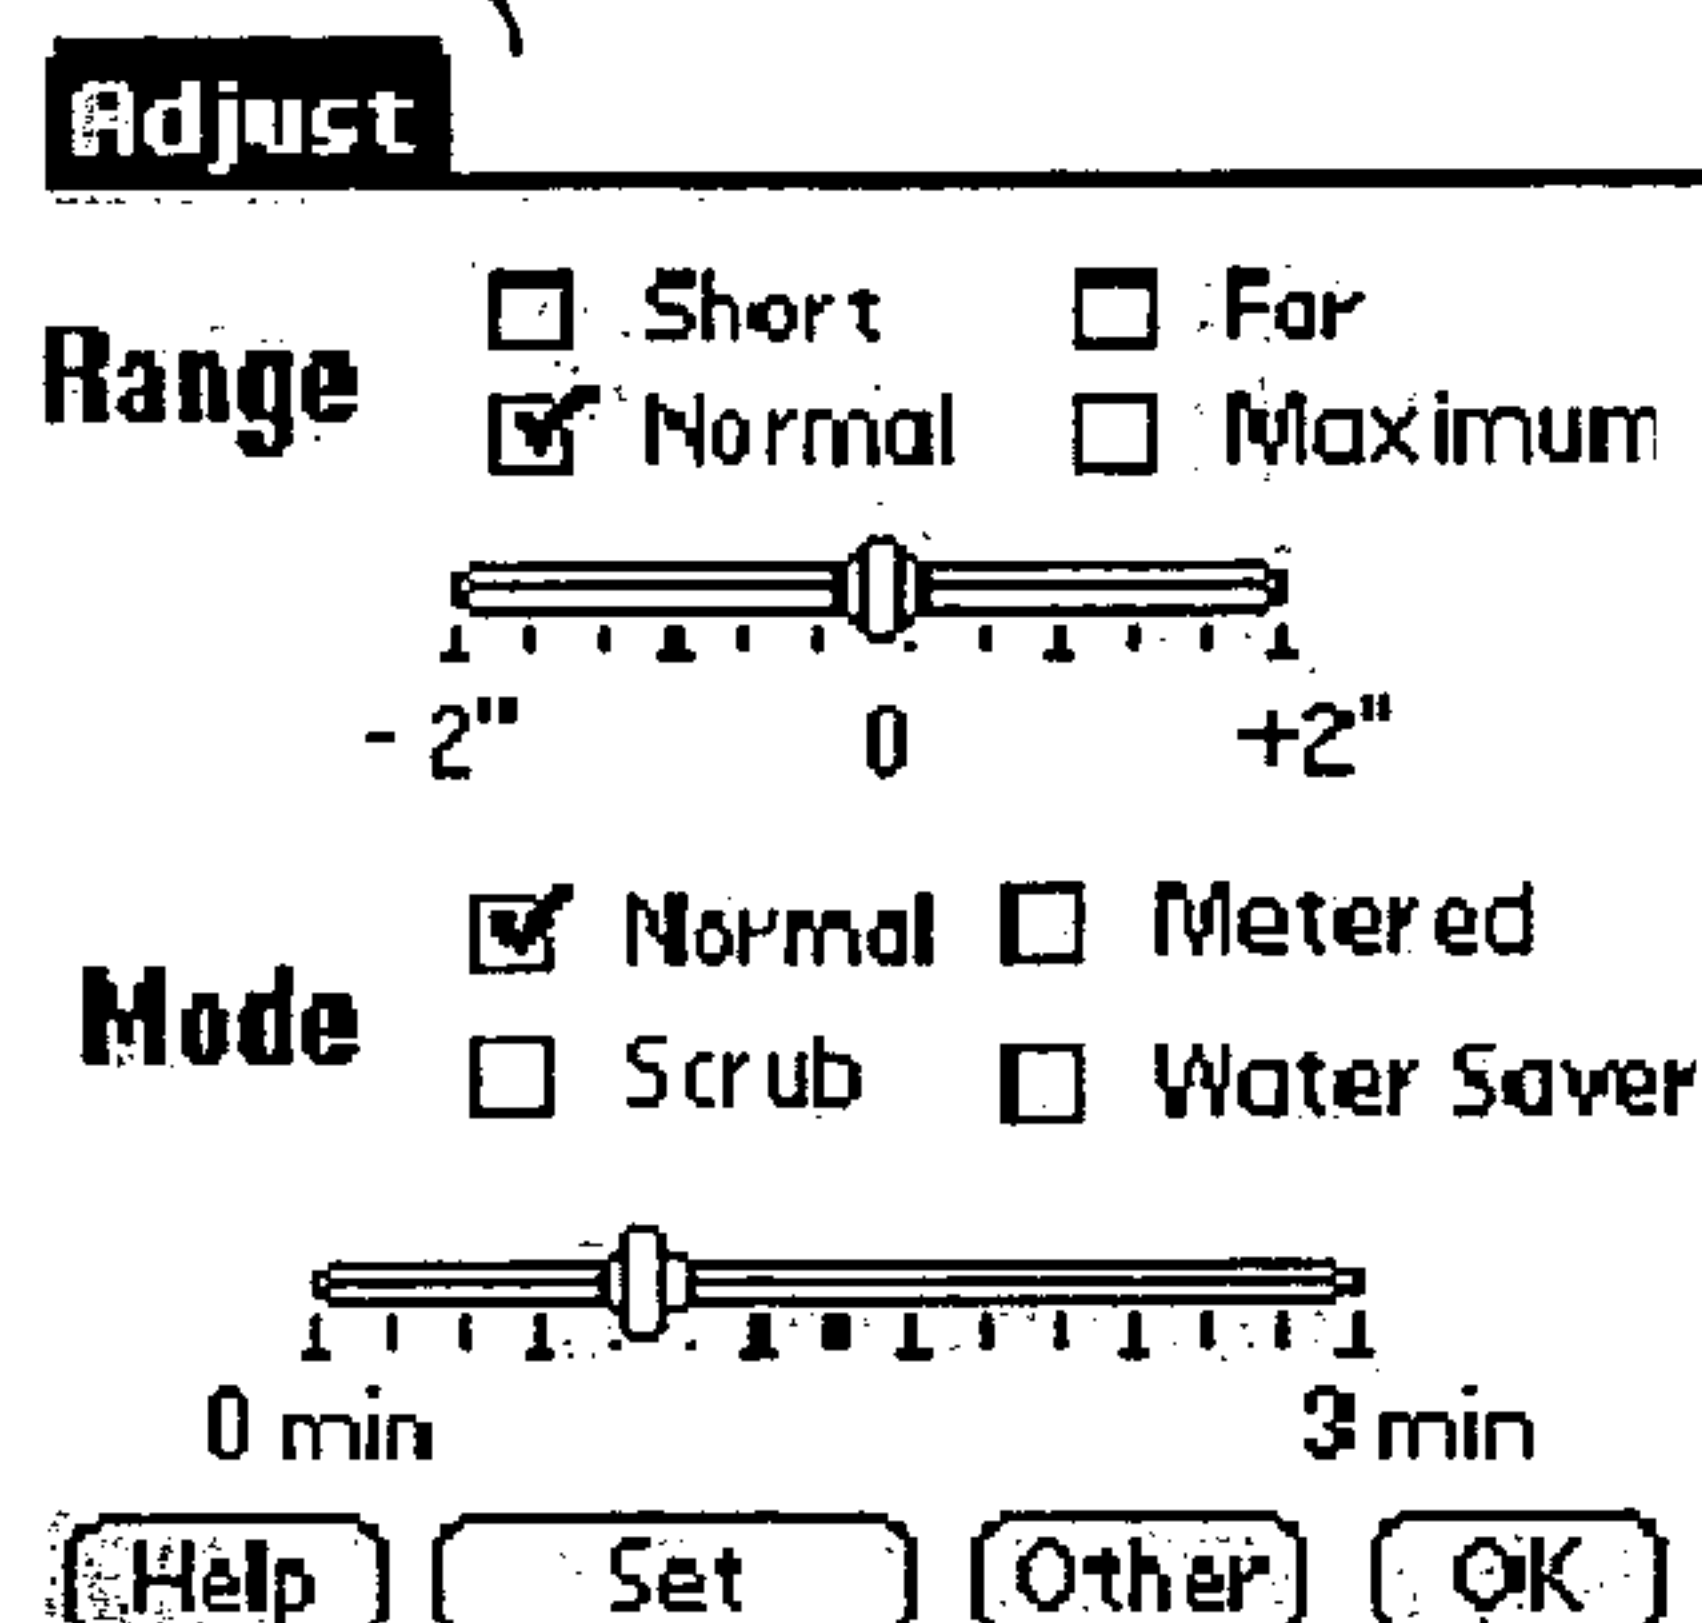 Adjust
Short Far
Range
Normal Maximum
- 2" 0 +2"
Normal Metered
Mode
Scrub Water Saver
0 min 3 min
Help Set Other OK